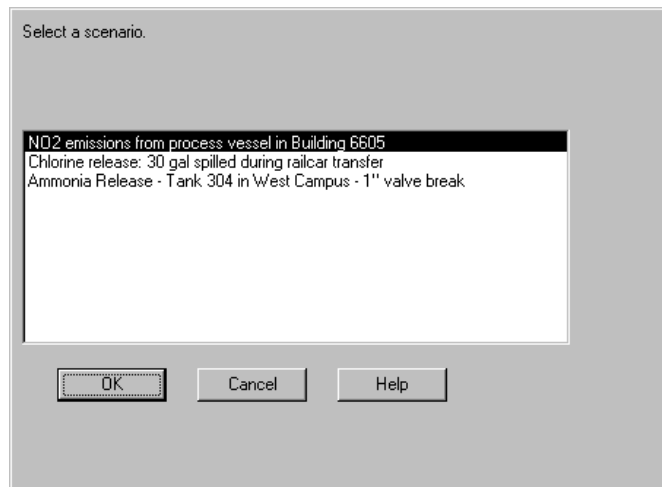 Select a scenario.
NO2 emissions from process vessel in Building 6605
Chlorine release: 30 gal spilled during railcar transfer
Ammonia Release - Tank 304 in West Campus - 1" valve break
OK Cancel Help